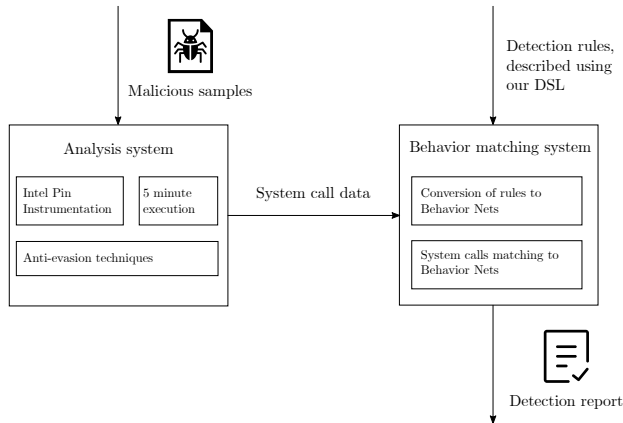 Malicious samples
Detection rules,
described using
our DSL
Analysis system
Intel Pin
Instrumentation
5 minute
execution
Anti-evasion techniques
System call data
Behavior matching system
Conversion of rules to
Behavior Nets
System calls matching to
Behavior Nets
Detection report